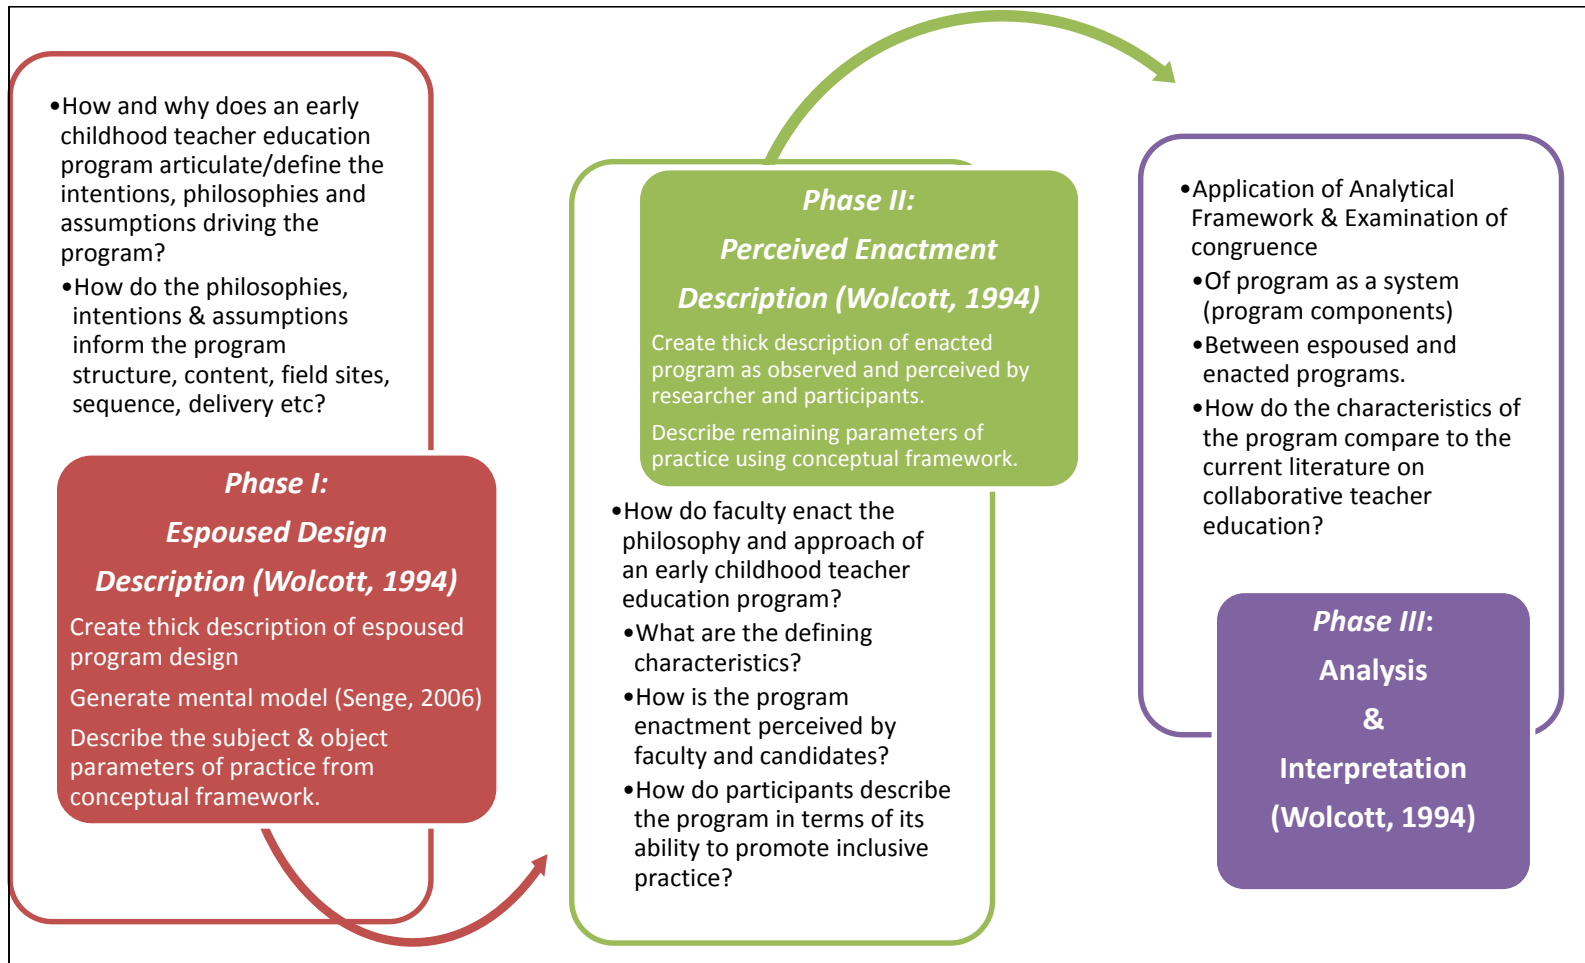 •How and why does an early
childhood teacher education
program articulate/define the
intentions, philosophies and
assumptions driving the
program?
•How do the philosophies,
intentions & assumptions
inform the program
structure, content, field sites,
sequence, delivery etc?
Phase I:
Espoused Design
Description (Wolcott, 1994)
Create thick description of espoused
program design
Generate mental model (Senge, 2006)
Describe the subject & object
parameters of practice from
conceptual framework.
Phase II:
Perceived Enactment
Description (Wolcott, 1994)
Create thick description of enacted
program as observed and perceived by
researcher and participants.
Describe remaining parameters of
practice using conceptual framework.
•How do faculty enact the
philosophy and approach of
an early childhood teacher
education program?
•What are the defining
characteristics?
•How is the program
enactment perceived by
faculty and candidates?
•How do participants describe
the program in terms of its
ability to promote inclusive
practice?
•Application of Analytical
Framework & Examination of
congruence
•Of program as a system
(program components)
•Between espoused and
enacted programs.
•How do the characteristics of
the program compare to the
current literature on
collaborative teacher
education?
Phase III:
Analysis
&
Interpretation
(Wolcott, 1994)